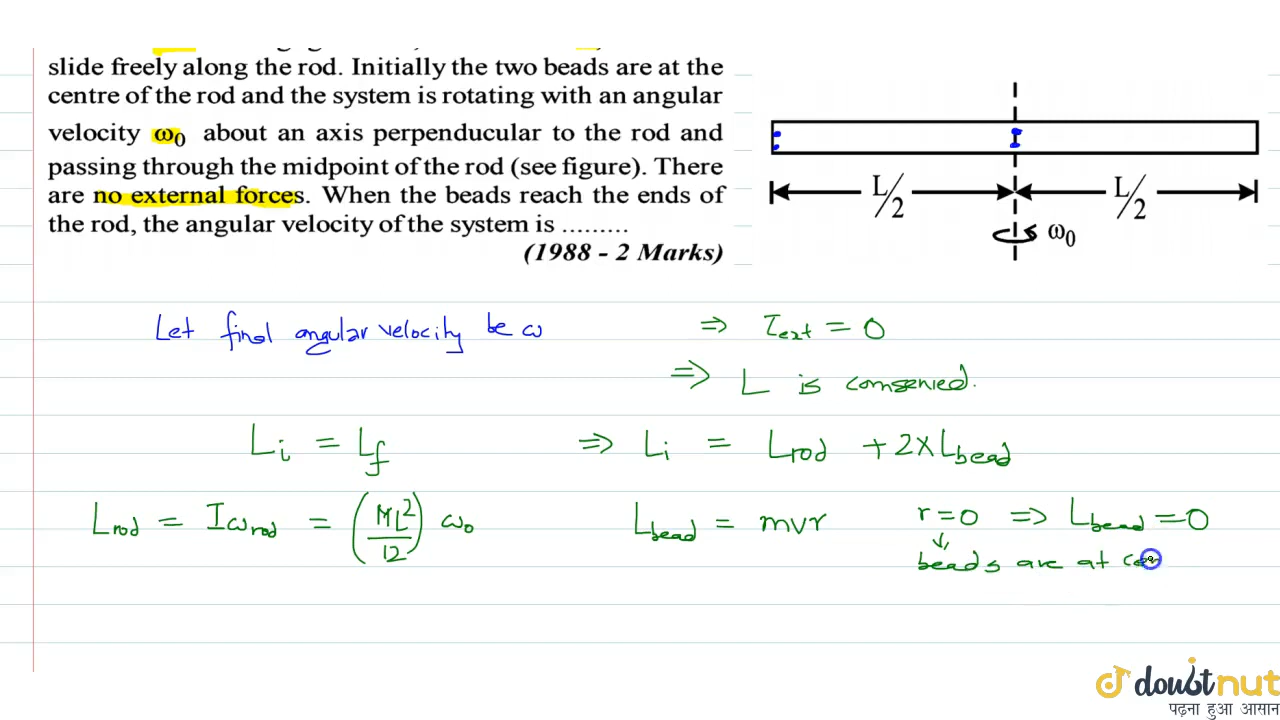 slide freely along the rod. Initially the two beads are at the
centre of the rod and the system is rotating with an angular
velocity ω0 about an axis perpenducular to the rod and
passing through the midpoint of the rod (see figure). There
are no external forces. When the beads reach the ends of
the rod, the angular velocity of the system is .........
(1988 - 2 Marks)
L/2 L/2
ω0
Let final angular velocity be ω
⇒ τext = 0
⇒ L is conserved.
Li = Lf ⇒ Li = Lrod + 2×Lbead
Lrod = Iωrod = (ML²/12) ω0 Lbead = mvr r=0 ⇒ Lbead = 0
beads are at cen
doubtnut
पढ़ना हुआ आसान